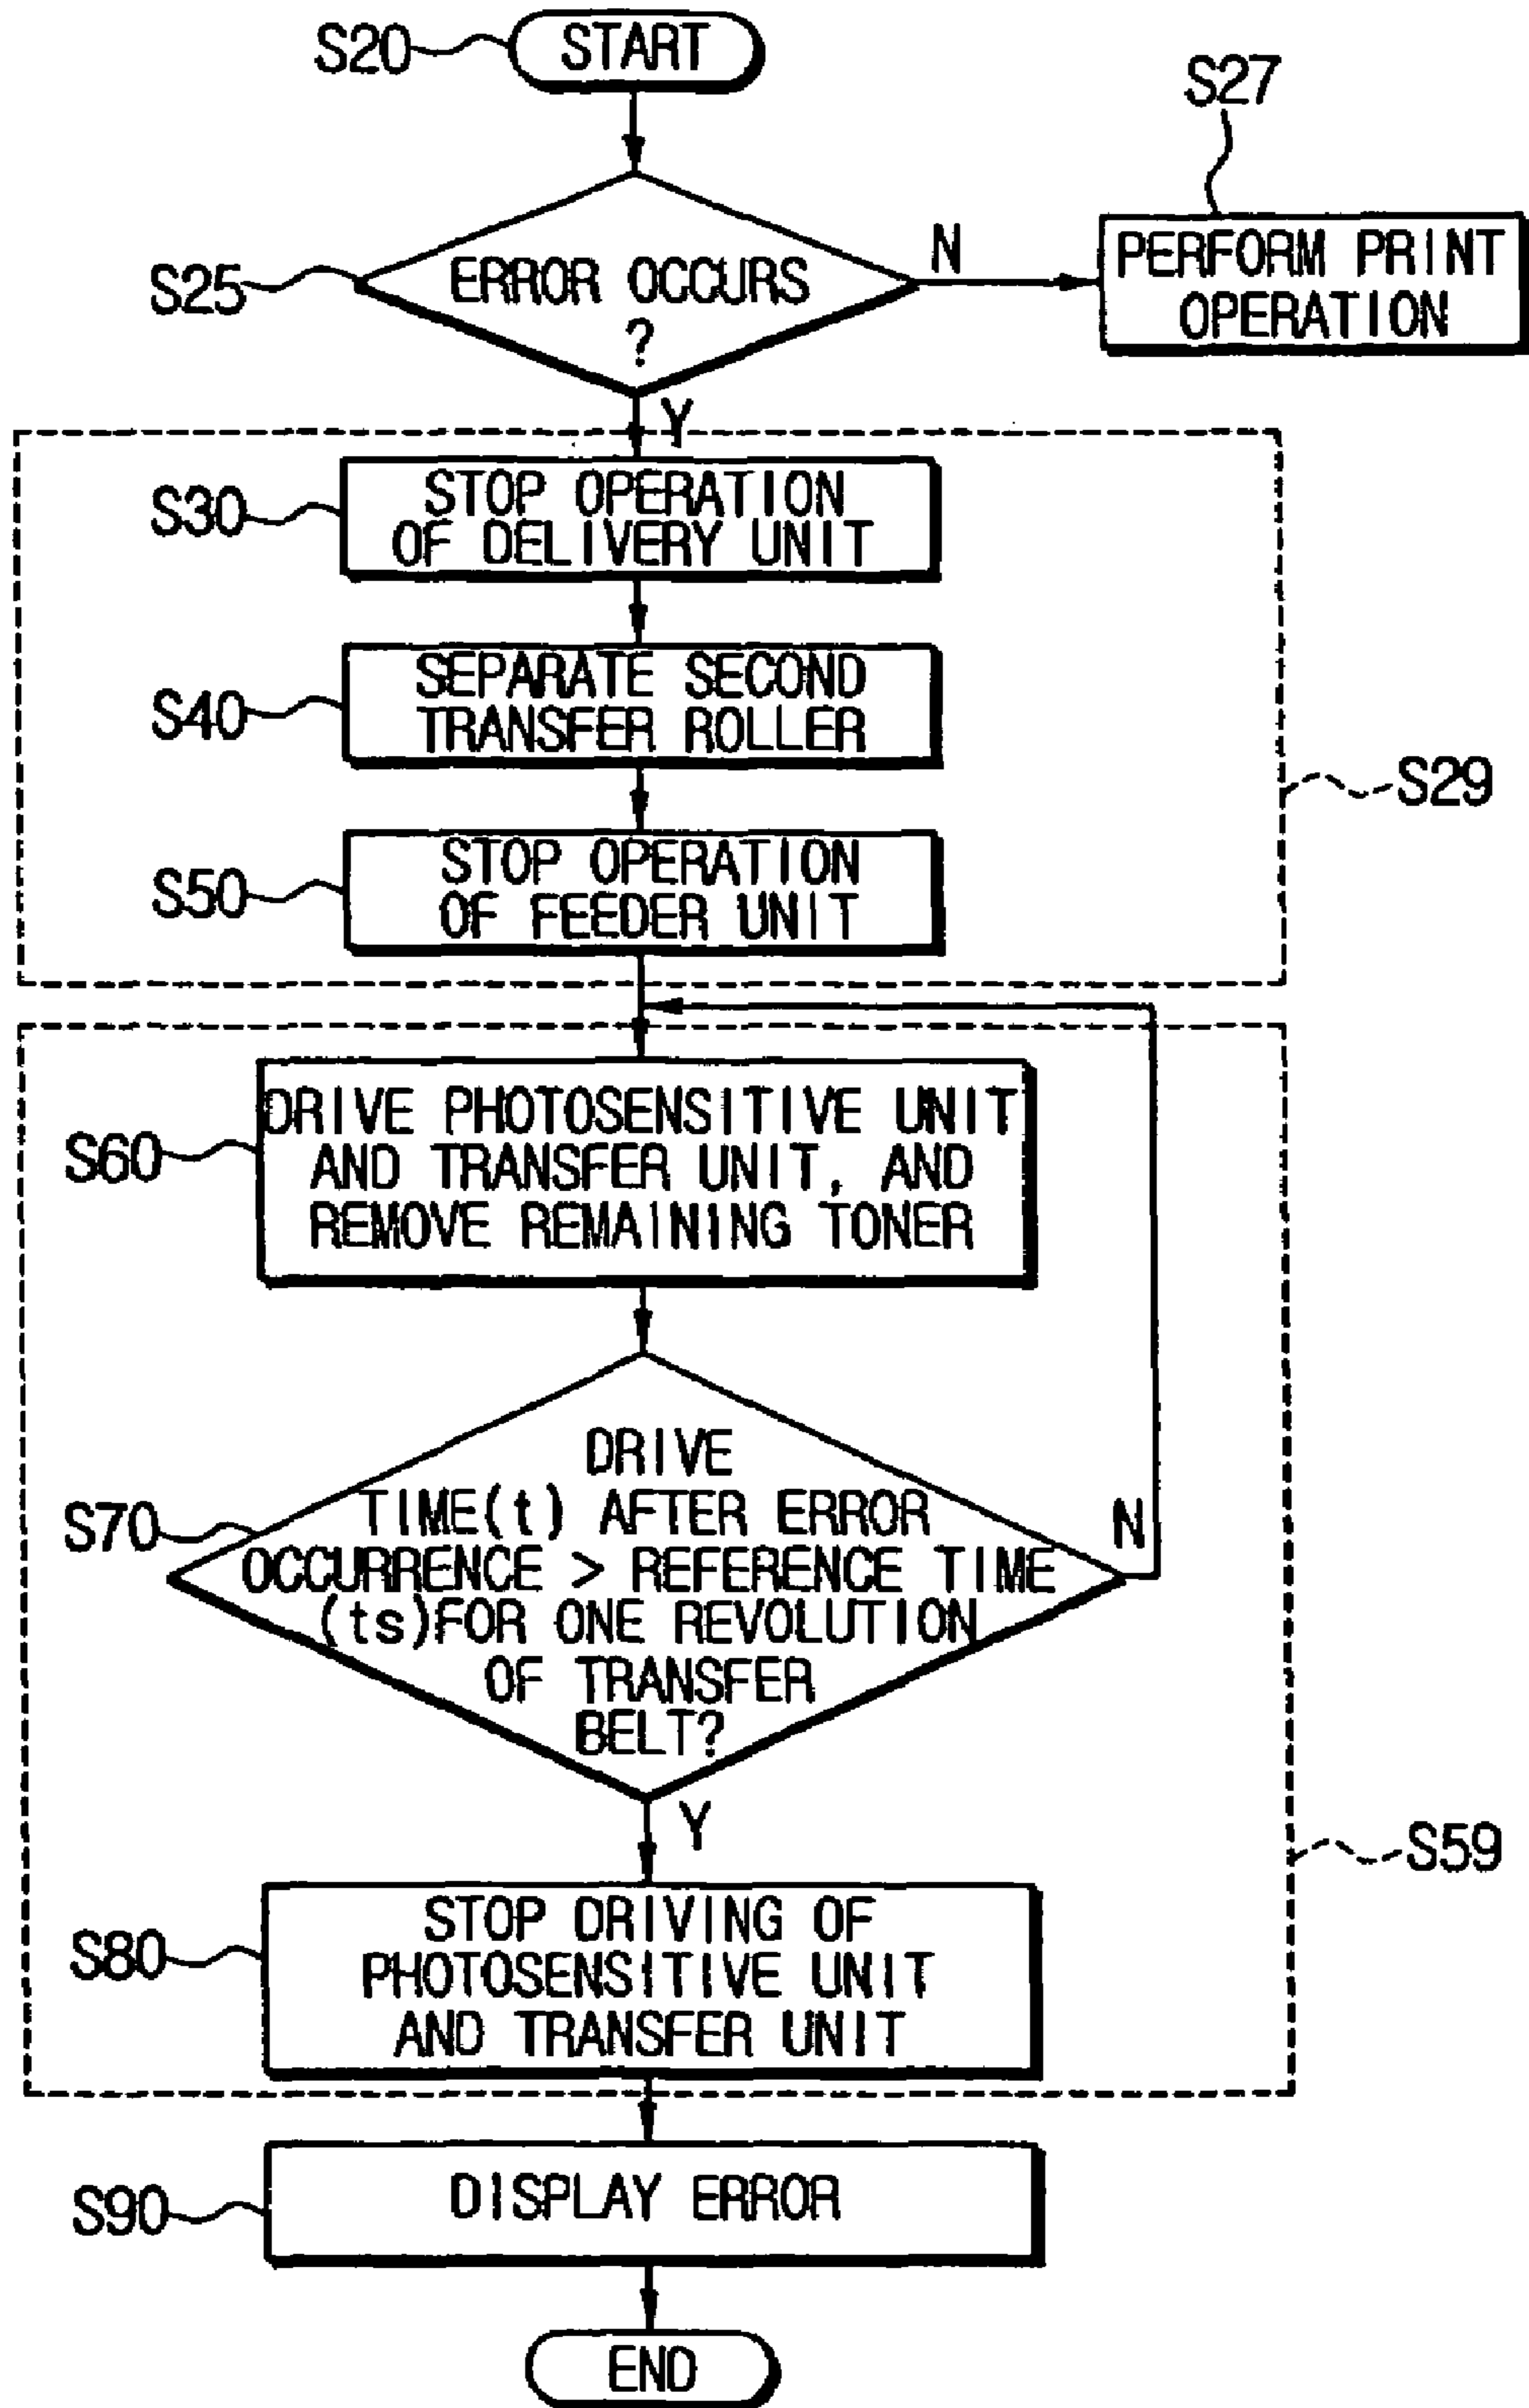 S20
START
S27
S25
ERROR OCCURS
?
N
PERFORM PRINT
OPERATION
Y
S30
STOP OPERATION
OF DELIVERY UNIT
S40
SEPARATE SECOND
TRANSFER ROLLER
S29
S50
STOP OPERATION
OF FEEDER UNIT
S60
DRIVE PHOTOSENSITIVE UNIT
AND TRANSFER UNIT, AND
REMOVE REMAINING TONER
S70
DRIVE
TIME(t) AFTER ERROR
OCCURRENCE > REFERENCE TIME
(ts)FOR ONE REVOLUTION
OF TRANSFER
BELT?
N
Y
S59
S80
STOP DRIVING OF
PHOTOSENSITIVE UNIT
AND TRANSFER UNIT
S90
DISPLAY ERROR
END